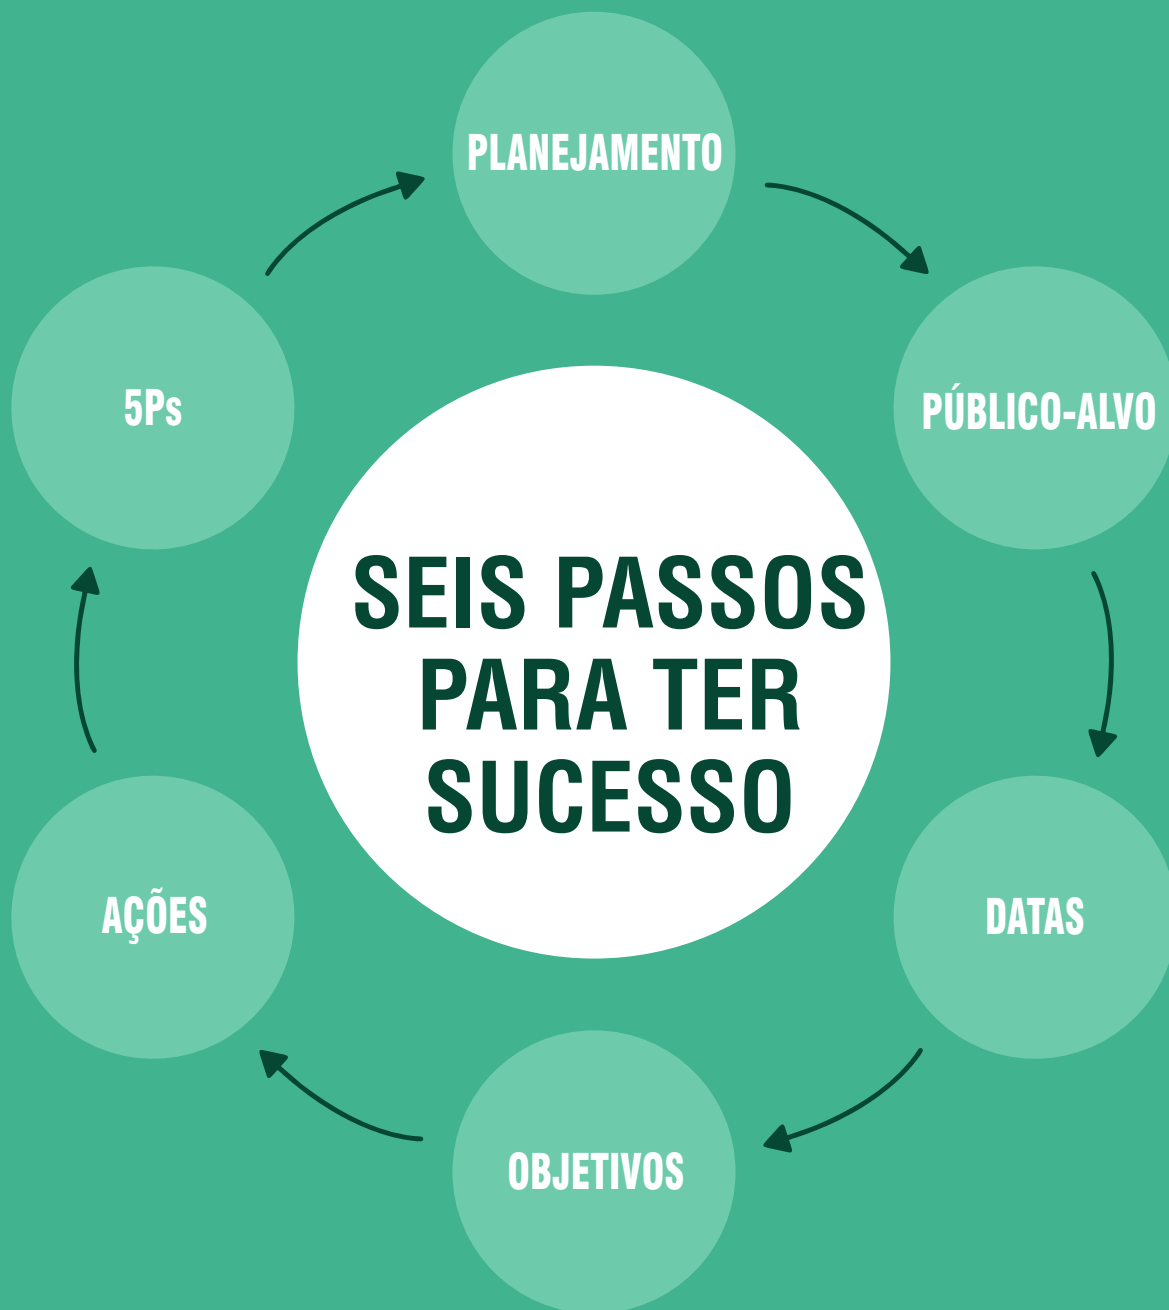 PLANEJAMENTO
5Ps
PÚBLICO-ALVO
SEIS PASSOS
PARA TER
SUCESSO
AÇÕES
DATAS
OBJETIVOS